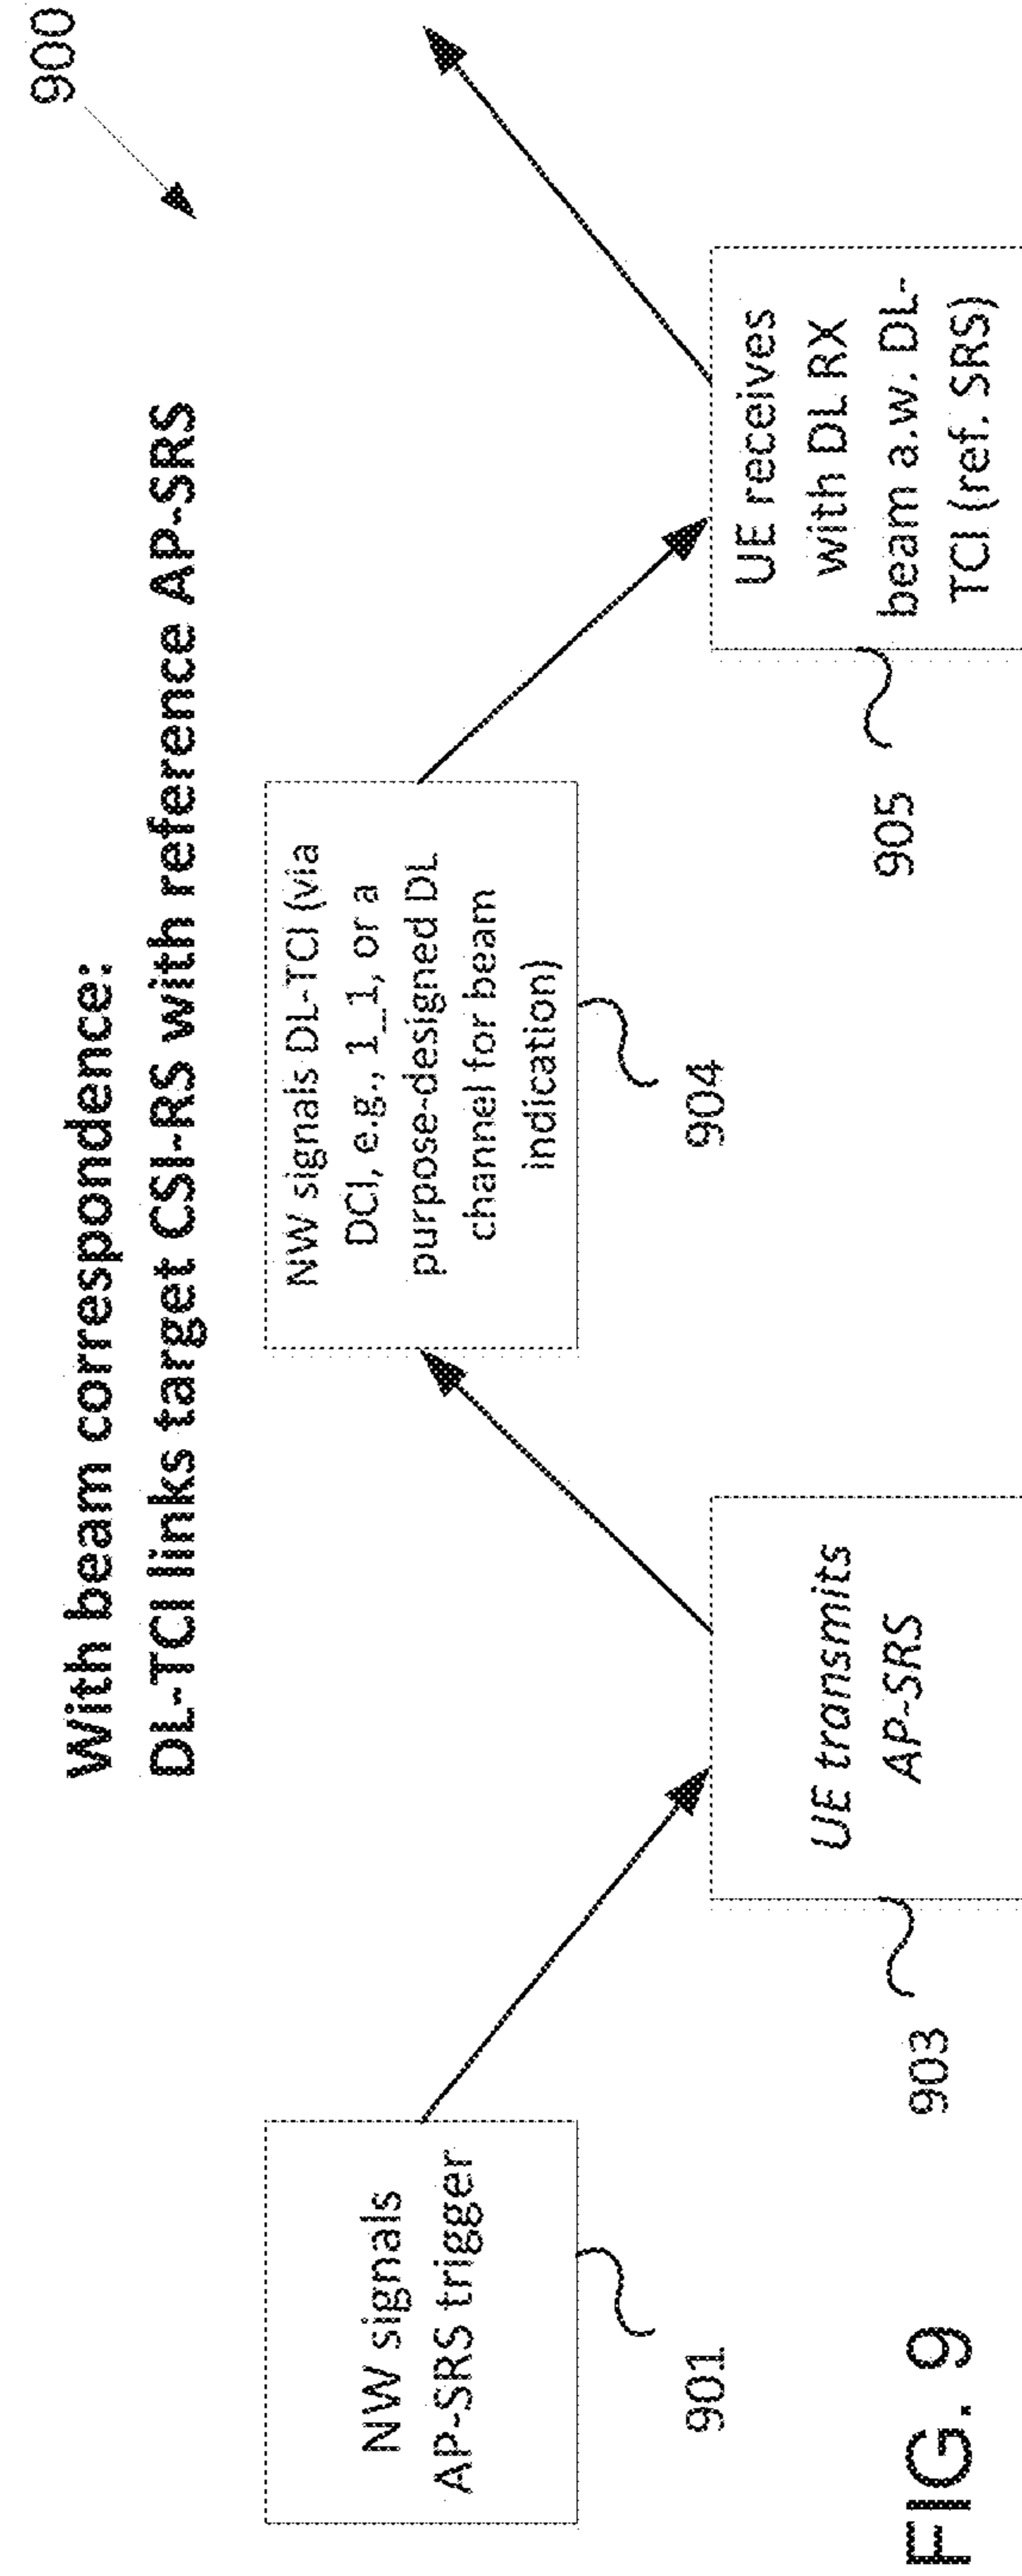 900
With beam correspondence:
DL-TCI links target CSI-RS with reference AP-SRS
NW signals
AP-SRS trigger
901
UE transmits
AP-SRS
903
NW signals DL-TCI (via
DCI, e.g., 1_1, or a
purpose-designed DL
channel for beam
indication)
904
UE receives
with DL RX
beam a.w. DL-
TCI (ref. SRS)
905
FIG. 9